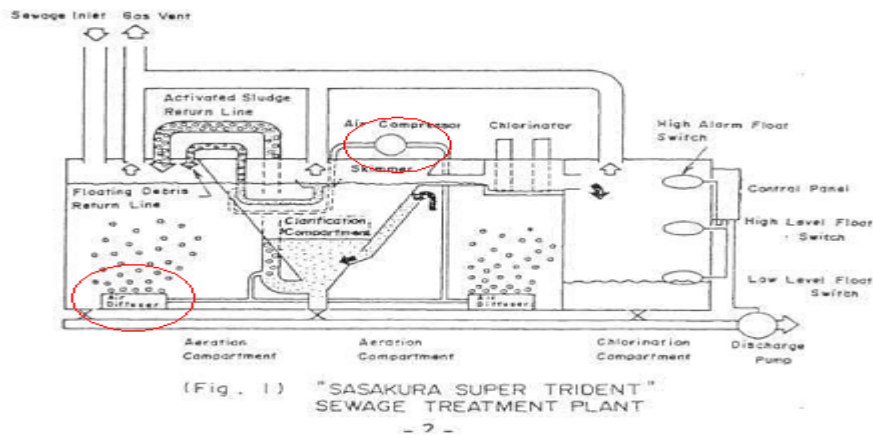 Sewage Inlet Gas Vent
Activated Sludge
Return Line
Air Compressor
Chlorinator
High Alarm Float
Switch
Skimmer
Floating Debris
Return Line
Control Panel
Clarification
Compartment
High Level Float
Switch
Air
Diffuser
Air
Diffuser
Low Level Float
Switch
Aeration
Compartment
Aeration
Compartment
Chlorination
Compartment
Discharge
Pump
(Fig. 1) "SASAKURA SUPER TRIDENT"
SEWAGE TREATMENT PLANT
- 2 -